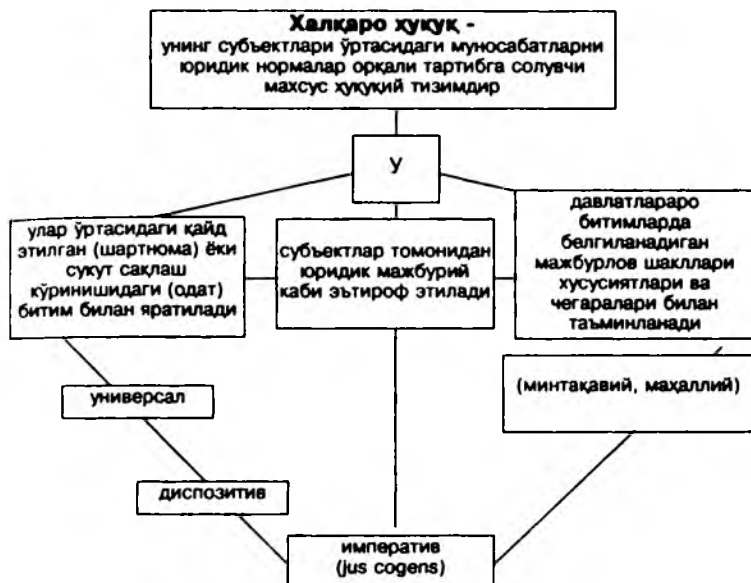 Халқаро ҳуқуқ -
унинг субъектлари ўртасидаги муносабатларни
юридик нормалар орқали тартибга солувчи
махсус ҳуқуқий тизимдир
У
улар ўртасидаги қайд
этилган (шартнома) ёки
сукут сақлаш
кўринишидаги (одат)
битим билан яратилади
субъектлар томонидан
юридик мажбурий
каби эътироф этилади
давлатлараро
битимларда
белгиланадиган
мажбурлов шакллари
хусусиятлари ва
чегаралари билан
таъминланади
универсал
(минтақавий, маҳаллий)
диспозитив
императив
(jus cogens)